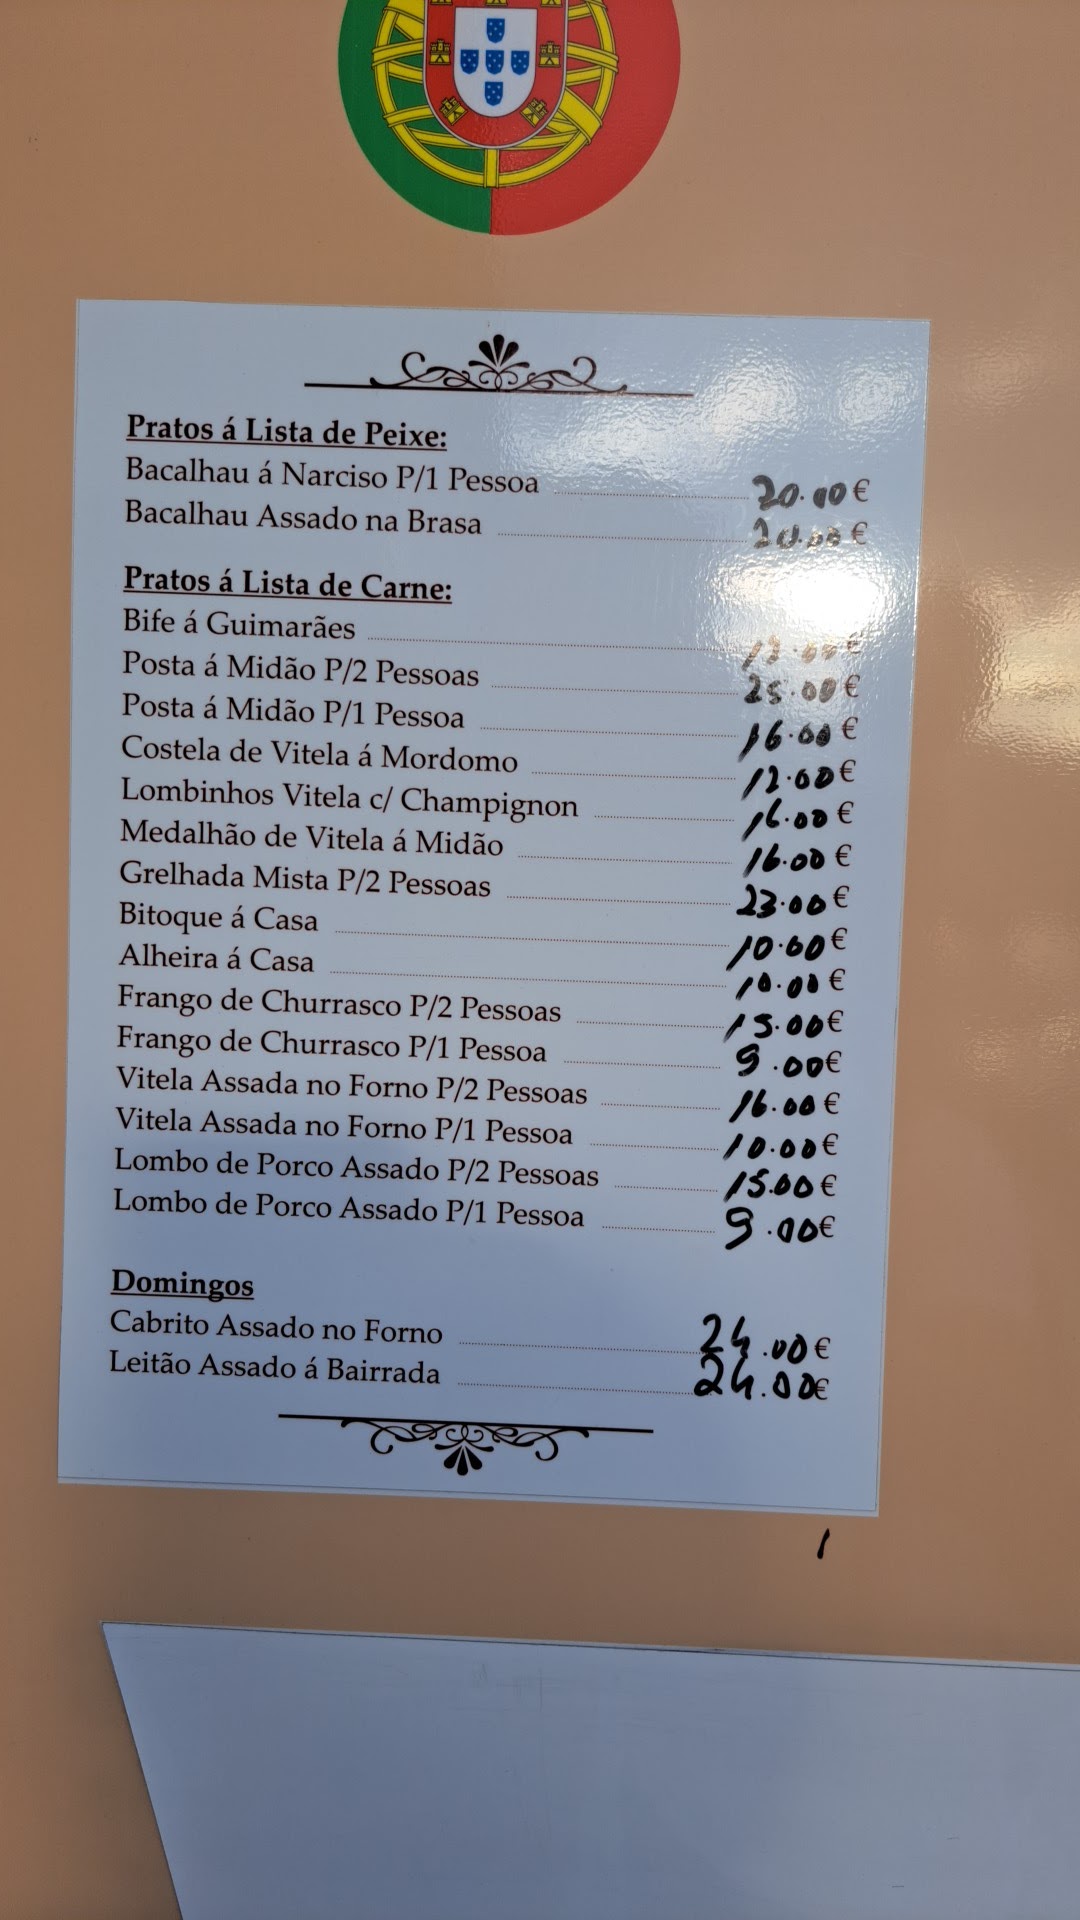 Pratos á Lista de Peixe:
Bacalhau á Narciso P/1 Pessoa 20.00€
Bacalhau Assado na Brasa 20.00€
Pratos á Lista de Carne:
Bife á Guimarães €
Posta á Midão P/2 Pessoas 25.00€
Posta á Midão P/1 Pessoa 16.00€
Costela de Vitela á Mordomo 12.00€
Lombinhos Vitela c/ Champignon 16.00€
Medalhão de Vitela á Midão 16.00€
Grelhada Mista P/2 Pessoas 23.00€
Bitoque á Casa 10.00€
Alheira á Casa 10.00€
Frango de Churrasco P/2 Pessoas 15.00€
Frango de Churrasco P/1 Pessoa 9.00€
Vitela Assada no Forno P/2 Pessoas 16.00€
Vitela Assada no Forno P/1 Pessoa 10.00€
Lombo de Porco Assado P/2 Pessoas 15.00€
Lombo de Porco Assado P/1 Pessoa 9.00€
Domingos
Cabrito Assado no Forno 24.00€
Leitão Assado á Bairrada 24.00€